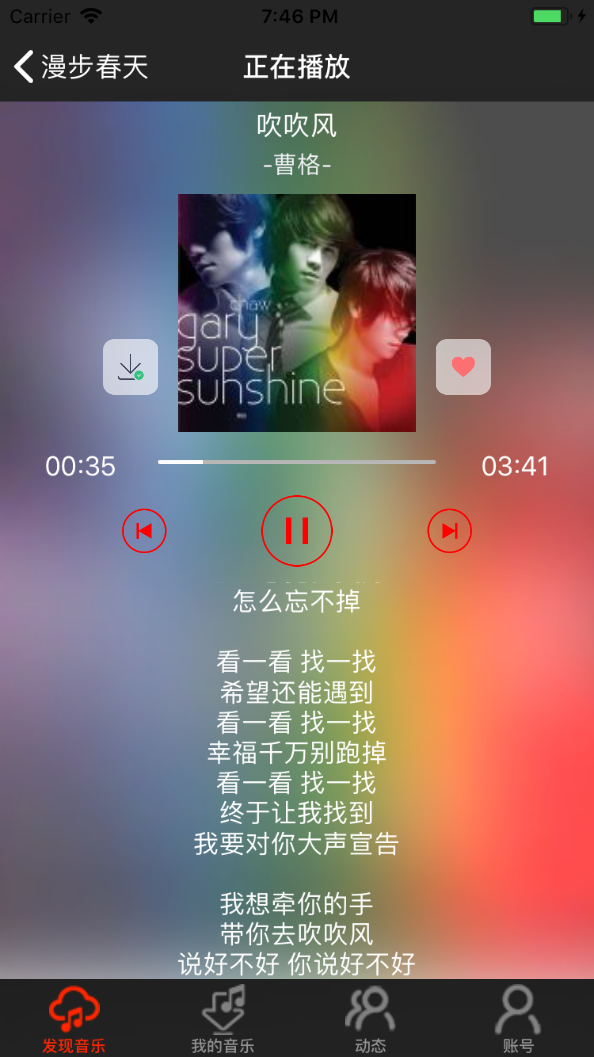 Carrier 7:46 PM
漫步春天 正在播放
吹吹风
-曹格-
chaw
gary
super
sunshine
00:35 03:41
怎么忘不掉
看一看 找一找
希望还能遇到
看一看 找一找
幸福千万别跑掉
看一看 找一找
终于让我找到
我要对你大声宣告
我想牵你的手
带你去吹吹风
说好不好 你说好不好
发现音乐 我的音乐 动态 账号